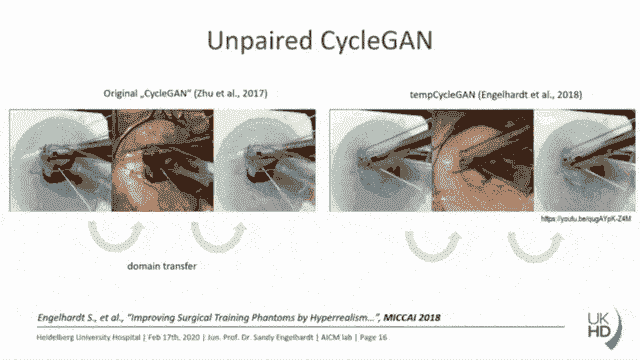 Unpaired CycleGAN
Original „CycleGAN" (Zhu et al., 2017)
tempCycleGAN (Engelhardt et al., 2018)
https://youtu.be/qugAYpK-Z4M
domain transfer
Engelhardt S., et al., "Improving Surgical Training Phantoms by Hyperrealism...", MICCAI 2018
Heidelberg University Hospital | Feb 17th, 2020 | Jun. Prof. Dr. Sandy Engelhardt | AICM lab | Page 16
UK
HD